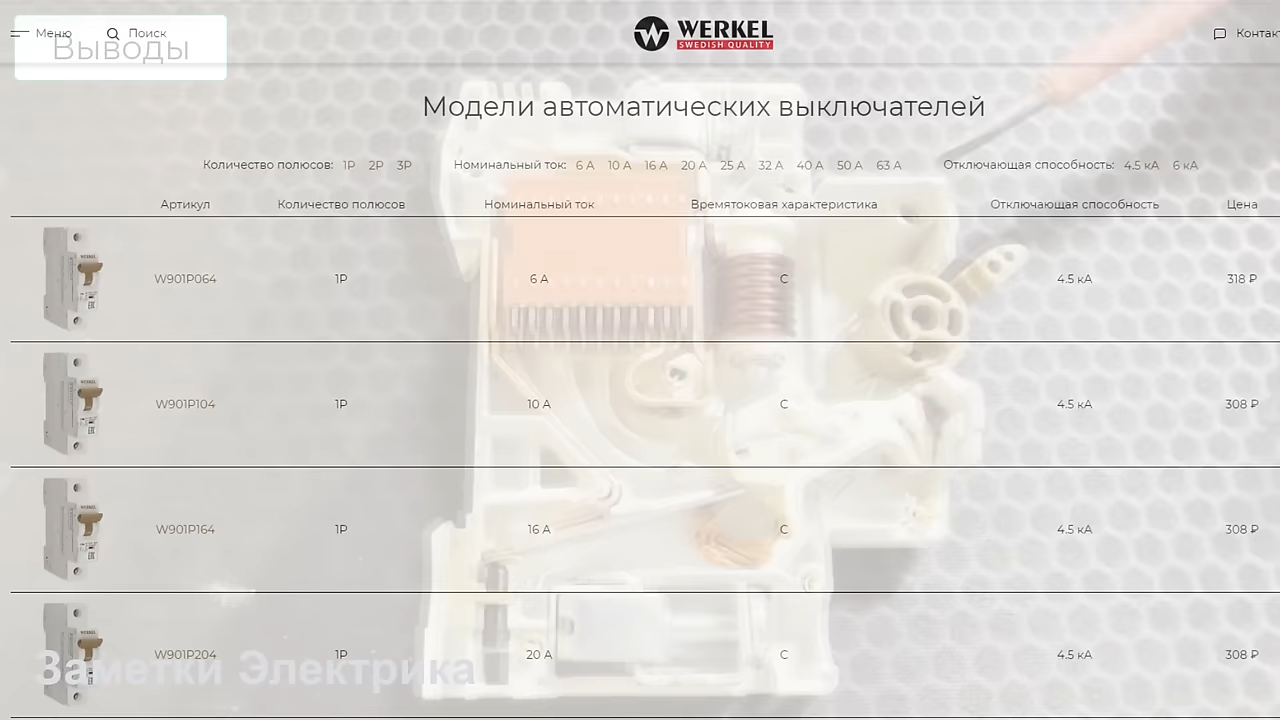 Меню
Поиск
WERKEL
SWEDISH QUALITY
Контакт
Выводы
Модели автоматических выключателей
Количество полюсов: 1P 2P 3P Номинальный ток: 6 А 10 А 16 А 20 А 25 А 32 А 40 А 50 А 63 А Отключающая способность: 4.5 кА 6 кА
Артикул Количество полюсов Номинальный ток Времятоковая характеристика Отключающая способность Цена
W901P064 1P 6 А C 4.5 кА 318 ₽
W901P104 1P 10 А C 4.5 кА 308 ₽
W901P164 1P 16 А C 4.5 кА 308 ₽
W901P204 1P 20 А C 4.5 кА 308 ₽
Заметки Электрика